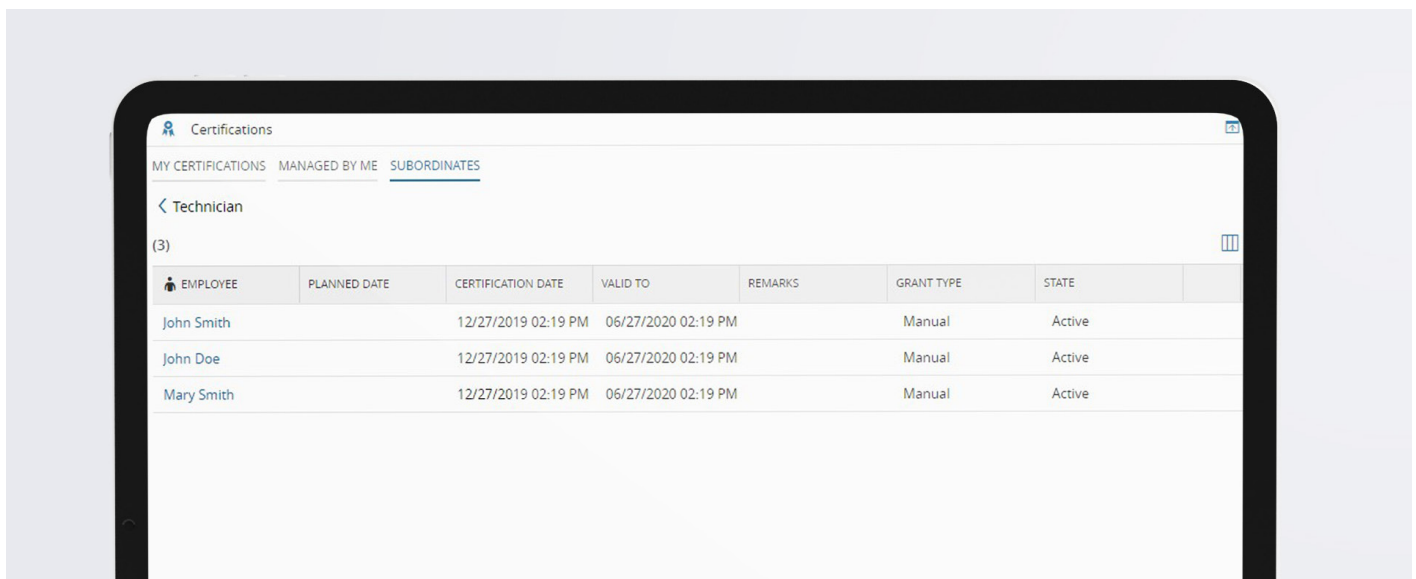 Certifications
MY CERTIFICATIONS MANAGED BY ME SUBORDINATES
Technician
(3)
EMPLOYEE PLANNED DATE CERTIFICATION DATE VALID TO REMARKS GRANT TYPE STATE
John Smith 12/27/2019 02:19 PM 06/27/2020 02:19 PM Manual Active
John Doe 12/27/2019 02:19 PM 06/27/2020 02:19 PM Manual Active
Mary Smith 12/27/2019 02:19 PM 06/27/2020 02:19 PM Manual Active